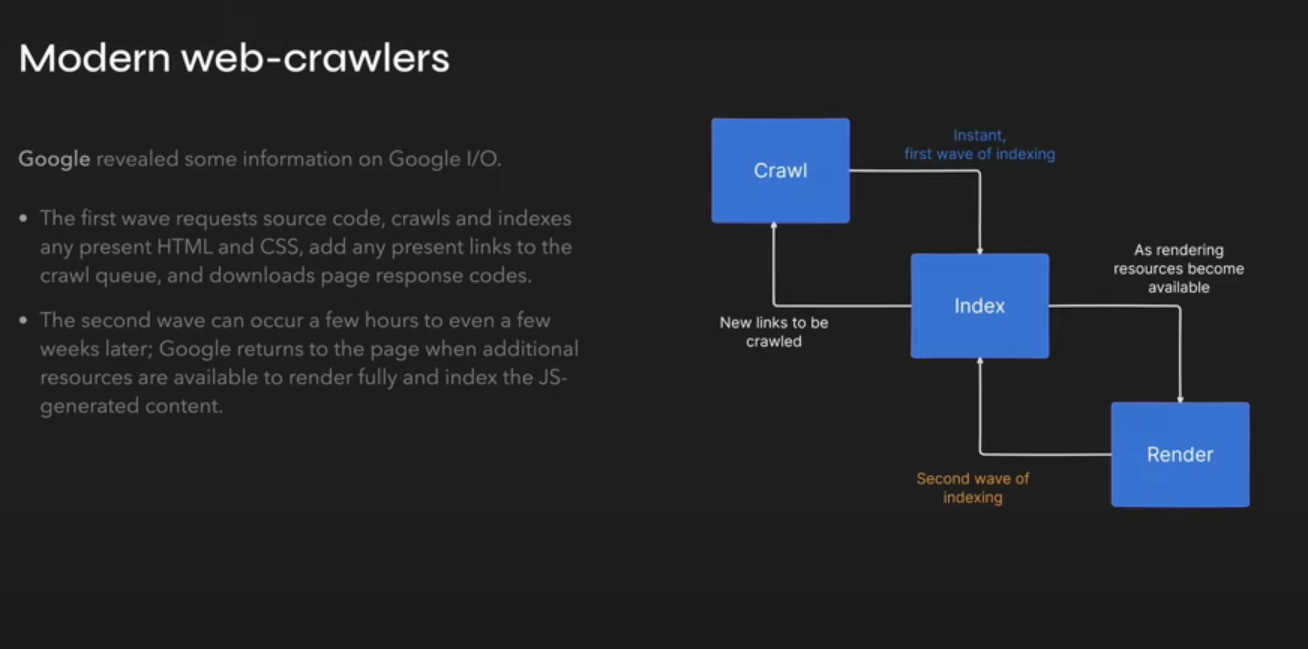 Modern web-crawlers
Google revealed some information on Google I/O.
• The first wave requests source code, crawls and indexes
any present HTML and CSS, add any present links to the
crawl queue, and downloads page response codes.
• The second wave can occur a few hours to even a few
weeks later; Google returns to the page when additional
resources are available to render fully and index the JS-
generated content.
Crawl
Instant,
first wave of indexing
As rendering
resources become
available
Index
New links to be
crawled
Render
Second wave of
indexing